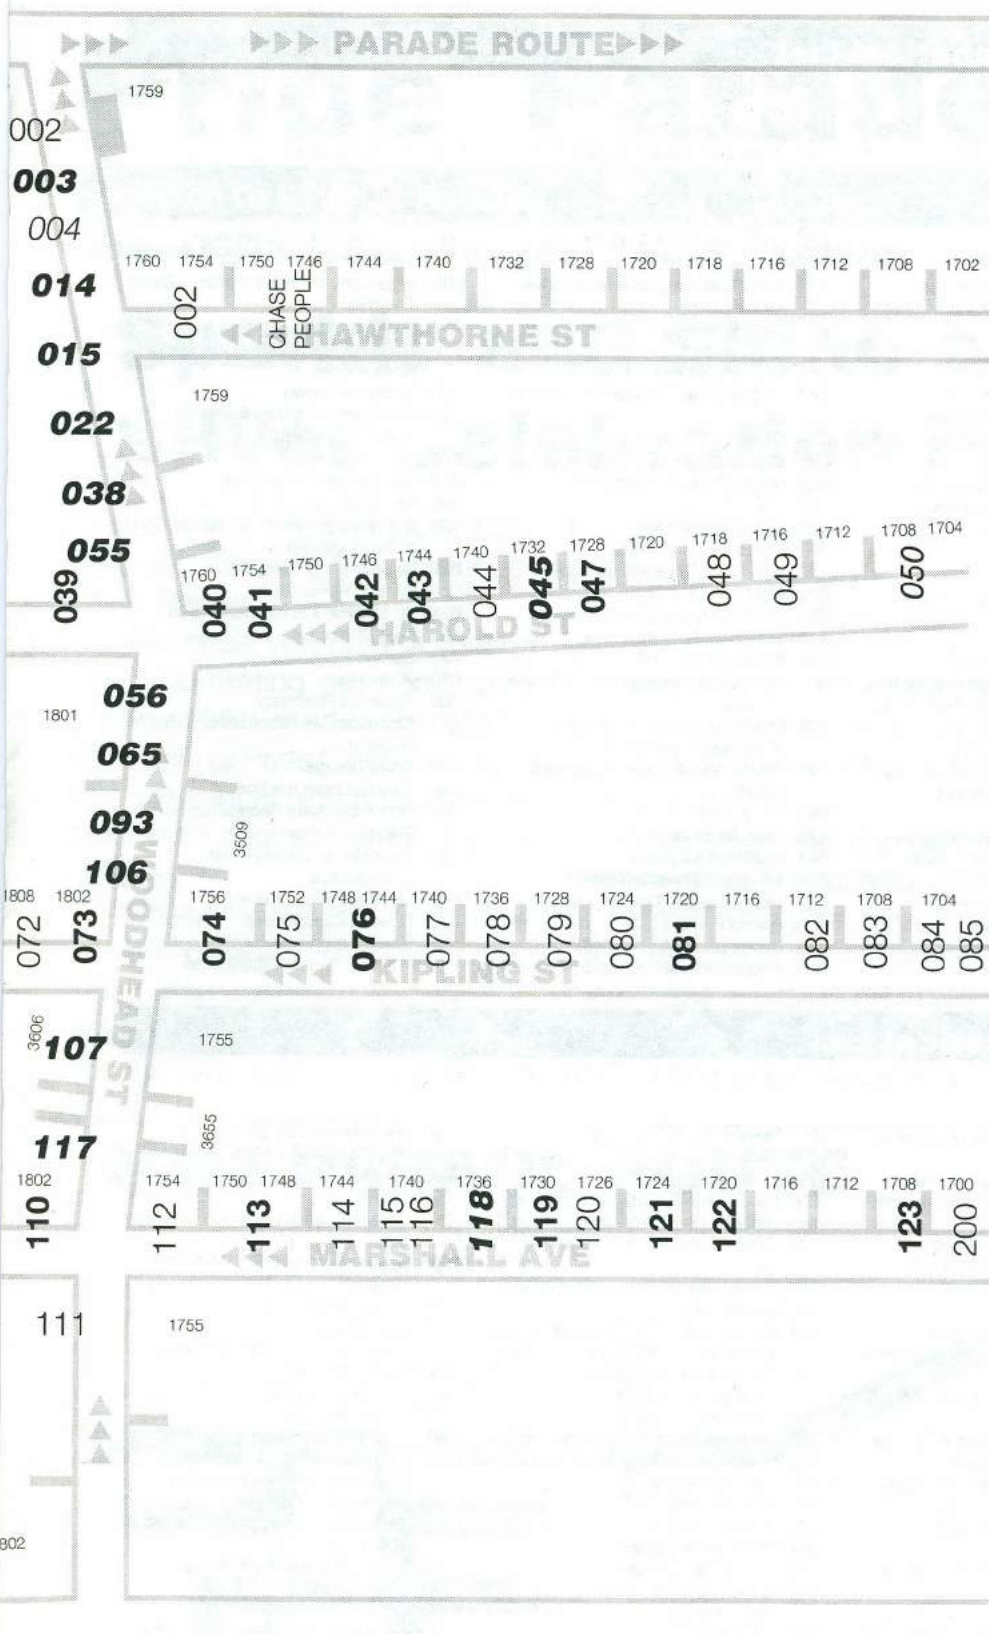 ▶▶▶ ▶▶▶ PARADE ROUTE ▶▶▶
1759
002
003
004
014
1760 1754 1750 1746 1744 1740 1732 1728 1720 1718 1716 1712 1708 1702
002
CHASE
PEOPLE
◀◀ HAWTHORNE ST
015
1759
022
038
055
1760 1754 1750 1746 1744 1740 1732 1728 1720 1718 1716 1712 1708 1704
039 040 041 042 043 044 045 047 048 049 050
◀◀◀ HAROLD ST
056
1801
065
093
3509
106
WOODHEAD ST
1808 1802 1756 1752 1748 1744 1740 1736 1728 1724 1720 1716 1712 1708 1704
072 073 074 075 076 077 078 079 080 081 082 083 084 085
◀◀◀ KIPLING ST
3606
107
1755
3655
117
1802 1754 1750 1748 1744 1740 1736 1730 1726 1724 1720 1716 1712 1708 1700
110 112 113 114 115 116 118 119 120 121 122 123 200
◀◀◀ MARSHALL AVE
111
1755
802